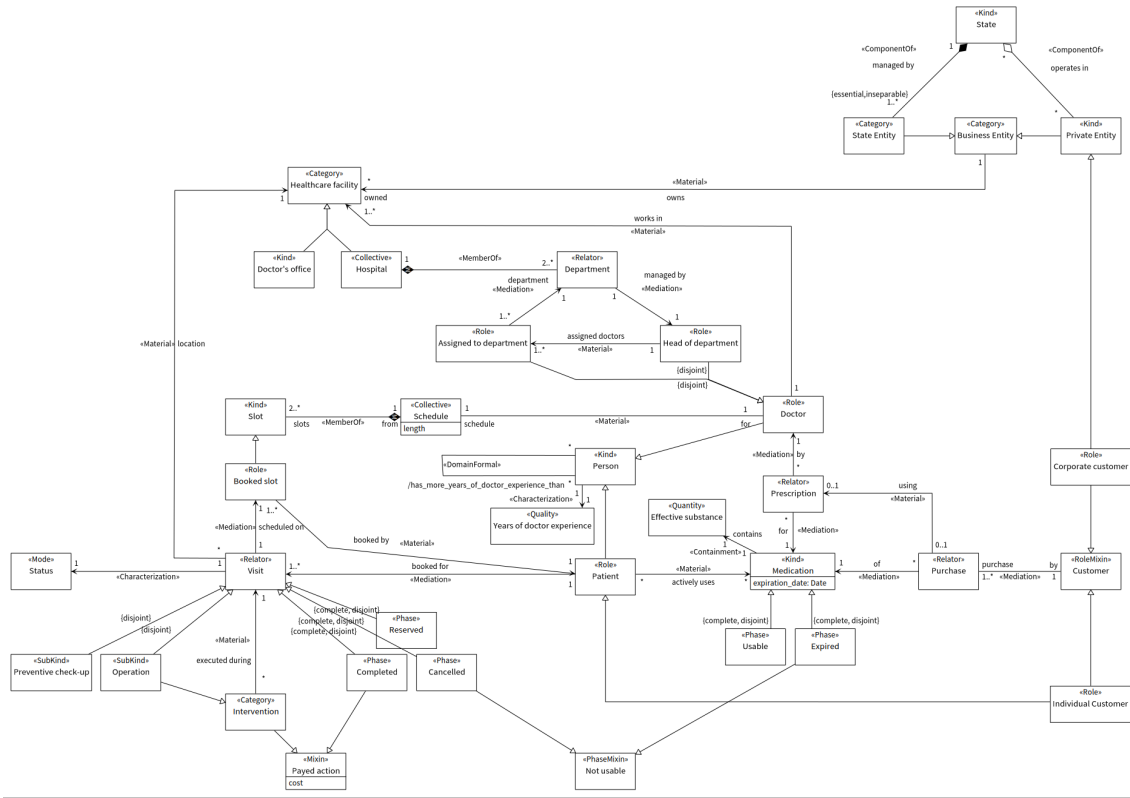 «Kind»
State
«ComponentOf»
1
*
«ComponentOf»
managed by
operates in
{essential,inseparable}
1..*
*
«Category»
State Entity
«Category»
Business Entity
«Kind»
Private Entity
1
«Category»
Healthcare facility
*
«Material»
1
owned
owns
1..*
works in
«Material»
«Kind»
Doctor's office
«Collective»
Hospital
1
«MemberOf»
2..*
«Relator»
Department
department
«Mediation»
managed by
«Mediation»
1
1
1..*
1
«Role»
Assigned to department
assigned doctors
1..*
«Material»
1
«Role»
Head of department
«Material»
location
{disjoint}
{disjoint}
1
«Kind»
Slot
2..*
slots
«MemberOf»
1
from
«Collective»
Schedule
length
1
schedule
«Material»
1
for
«Role»
Doctor
*
«DomainFormal»
*
/has_more_years_of_doctor_experience_than
«Kind»
Person
1
«Characterization»
1
«Quality»
Years of doctor experience
1
«Mediation»
by
*
«Role»
Corporate customer
«Role»
Booked slot
1
1..*
«Mediation»
scheduled on
1
«Relator»
Prescription
0..1
using
«Material»
«Quantity»
Effective substance
1
contains
«Containment»
1
*
for
«Mediation»
1
0..1
booked by
«Material»
1
*
1
«Mode»
Status
1
«Characterization»
1
«Relator»
Visit
1..*
booked for
«Mediation»
1
«Role»
Patient
*
«Material»
actively uses
*
«Kind»
Medication
expiration_date: Date
1
of
«Mediation»
*
«Relator»
Purchase
purchase
1..*
«Mediation»
by
1
«RoleMixin»
Customer
{disjoint}
{disjoint}
1
{complete, disjoint}
{complete, disjoint}
{complete, disjoint}
«Phase»
Reserved
{complete, disjoint}
{complete, disjoint}
«Phase»
Usable
«Phase»
Expired
«Material»
executed during
*
«SubKind»
Preventive check-up
«SubKind»
Operation
«Phase»
Completed
«Phase»
Cancelled
«Category»
Intervention
«Role»
Individual Customer
«Mixin»
Payed action
cost
«PhaseMixin»
Not usable